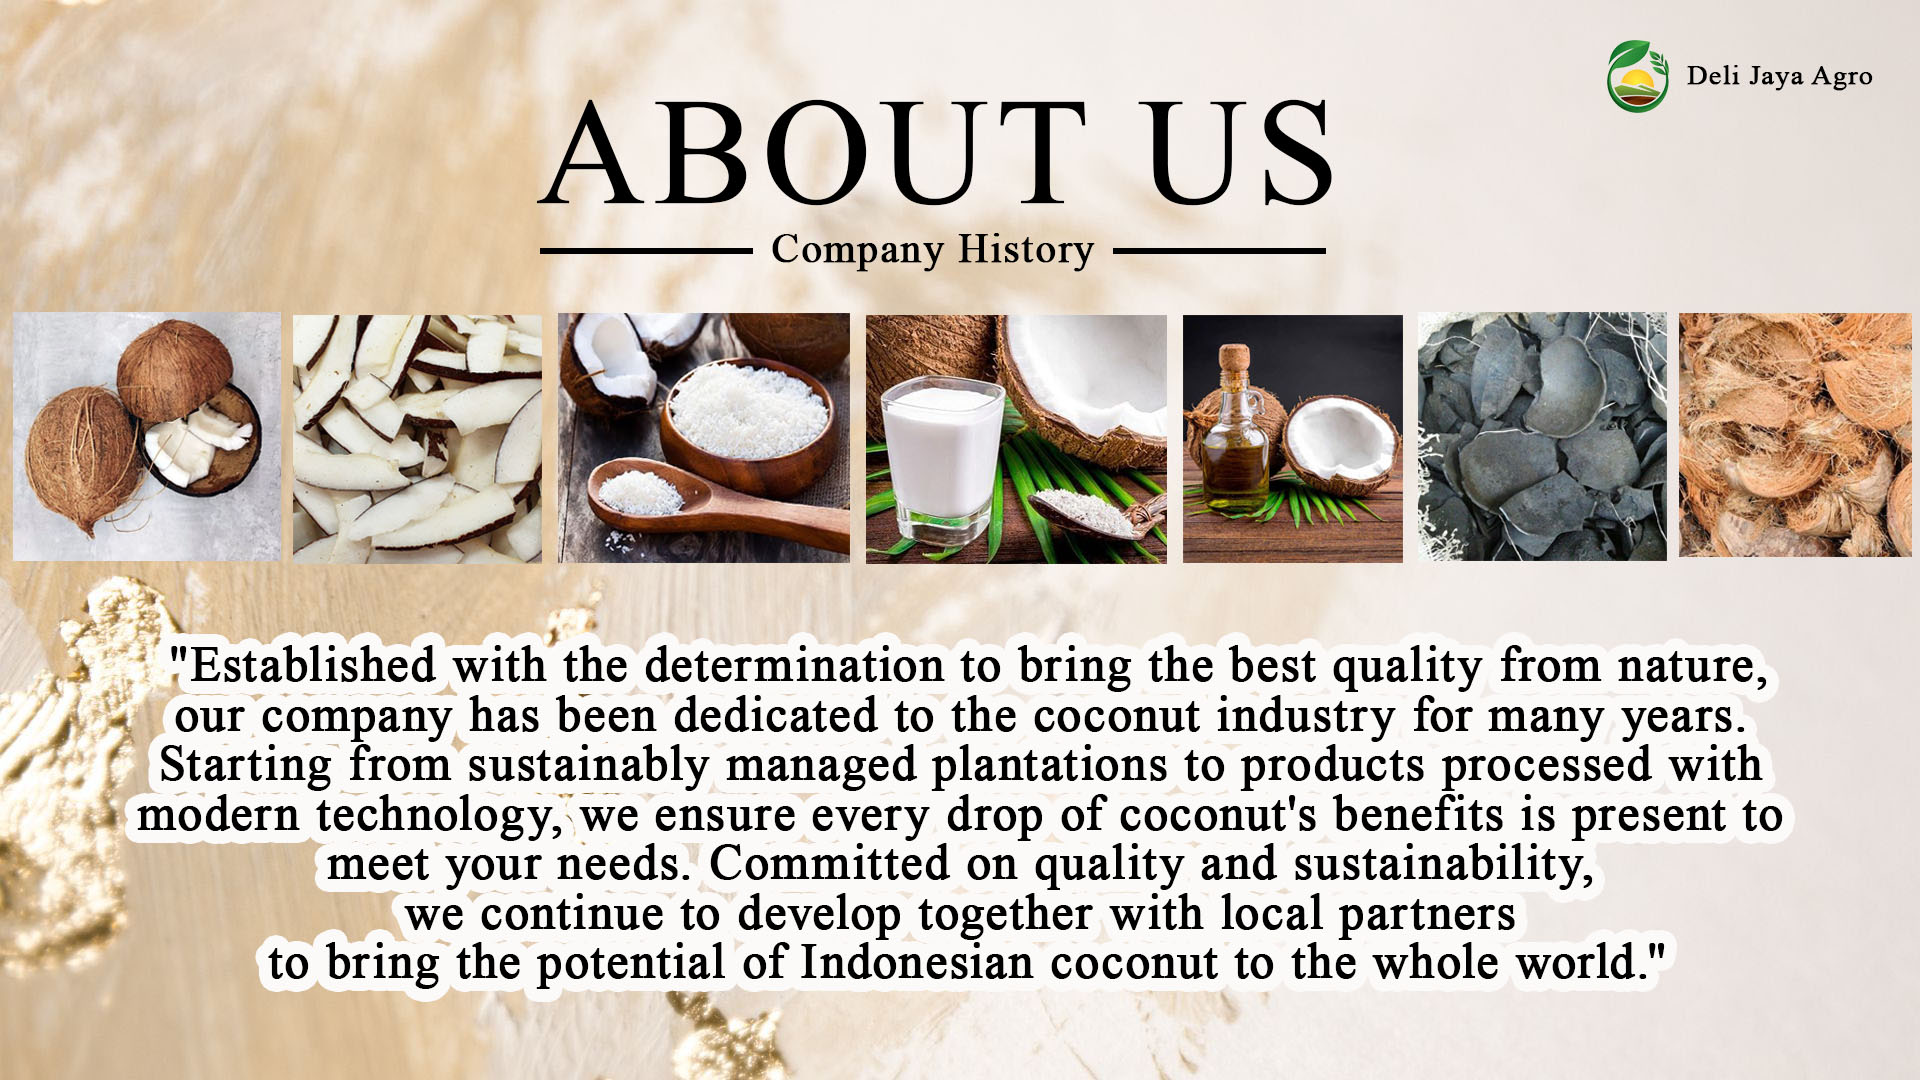 Deli Jaya Agro
ABOUT US
Company History
"Established with the determination to bring the best quality from nature,
our company has been dedicated to the coconut industry for many years.
Starting from sustainably managed plantations to products processed with
modern technology, we ensure every drop of coconut's benefits is present to
meet your needs. Committed on quality and sustainability,
we continue to develop together with local partners
to bring the potential of Indonesian coconut to the whole world."